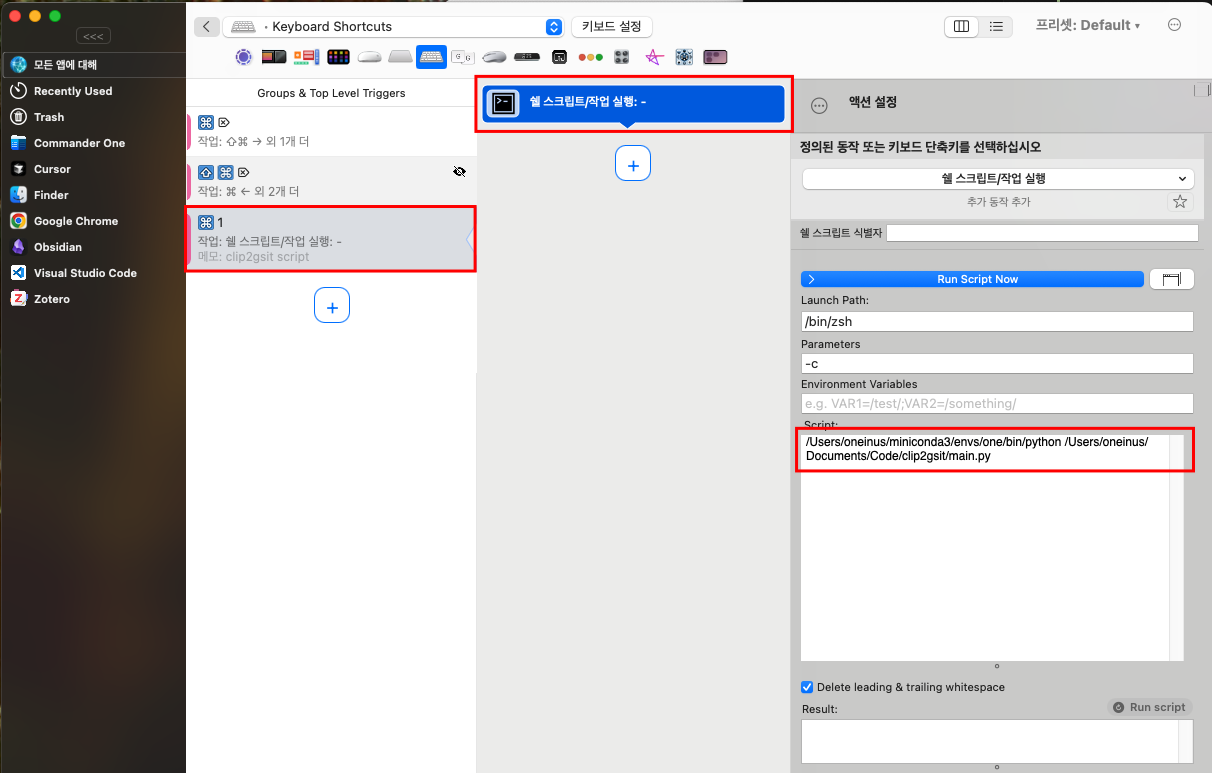 <<<
모든 앱에 대해
Recently Used
Trash
Commander One
Cursor
Finder
Google Chrome
Obsidian
Visual Studio Code
Zotero
· Keyboard Shortcuts
키보드 설정
프리셋: Default ▾
Groups & Top Level Triggers
⌘ ⌦
작업: ⇧⌘ → 외 1개 더
⇧ ⌘ ⌦
작업: ⌘ ← 외 2개 더
⌘ 1
작업: 쉘 스크립트/작업 실행: -
메모: clip2gsit script
+
쉘 스크립트/작업 실행: -
+
액션 설정
정의된 동작 또는 키보드 단축키를 선택하십시오
쉘 스크립트/작업 실행
추가 동작 추가
쉘 스크립트 식별자
Run Script Now
Launch Path:
/bin/zsh
Parameters
-c
Environment Variables
e.g. VAR1=/test/;VAR2=/something/
Script:
/Users/oneinus/miniconda3/envs/one/bin/python /Users/oneinus/
Documents/Code/clip2gsit/main.py
Delete leading & trailing whitespace
Result:
Run script